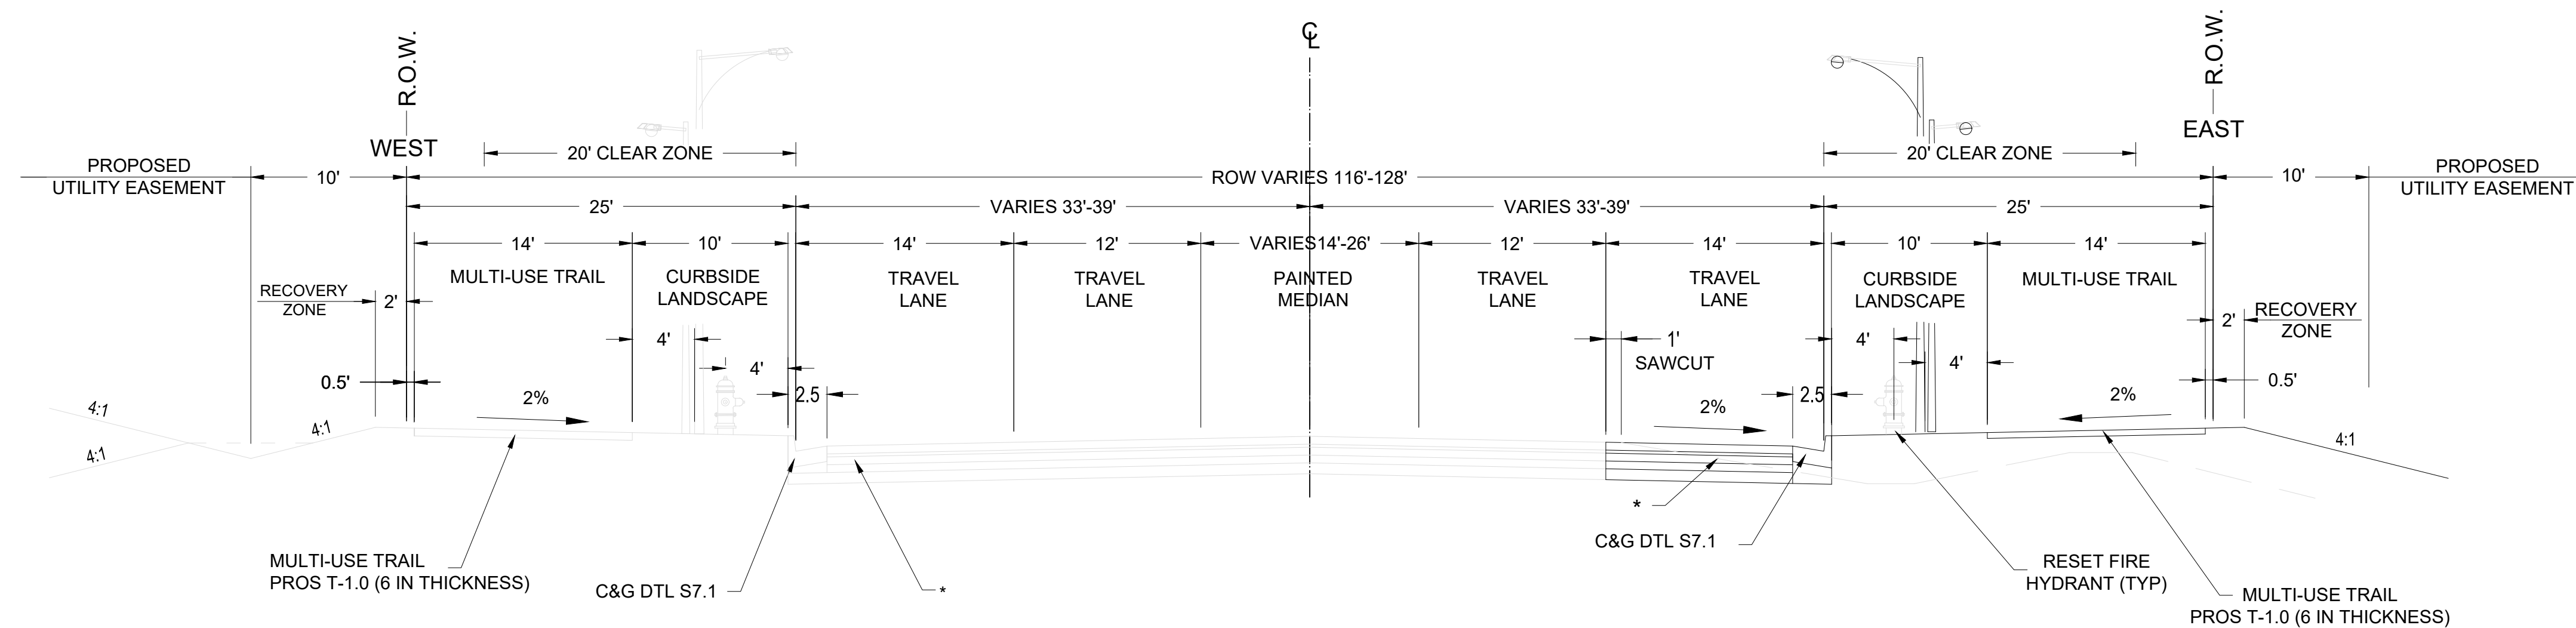 R.O.W.
℄
R.O.W.
WEST
EAST
20' CLEAR ZONE
20' CLEAR ZONE
PROPOSED
UTILITY EASEMENT
10'
ROW VARIES 116'-128'
10'
PROPOSED
UTILITY EASEMENT
25'
VARIES 33'-39'
VARIES 33'-39'
25'
14'
10'
14'
12'
VARIES14'-26'
12'
14'
10'
14'
MULTI-USE TRAIL
CURBSIDE
LANDSCAPE
TRAVEL
LANE
TRAVEL
LANE
PAINTED
MEDIAN
TRAVEL
LANE
TRAVEL
LANE
CURBSIDE
LANDSCAPE
MULTI-USE TRAIL
RECOVERY
ZONE
2'
2'
RECOVERY
ZONE
4'
1'
SAWCUT
4'
4'
4'
0.5'
0.5'
2.5
2.5
2%
2%
2%
4:1
4:1
4:1
4:1
*
C&G DTL S7.1
MULTI-USE TRAIL
PROS T-1.0 (6 IN THICKNESS)
C&G DTL S7.1
*
RESET FIRE
HYDRANT (TYP)
MULTI-USE TRAIL
PROS T-1.0 (6 IN THICKNESS)